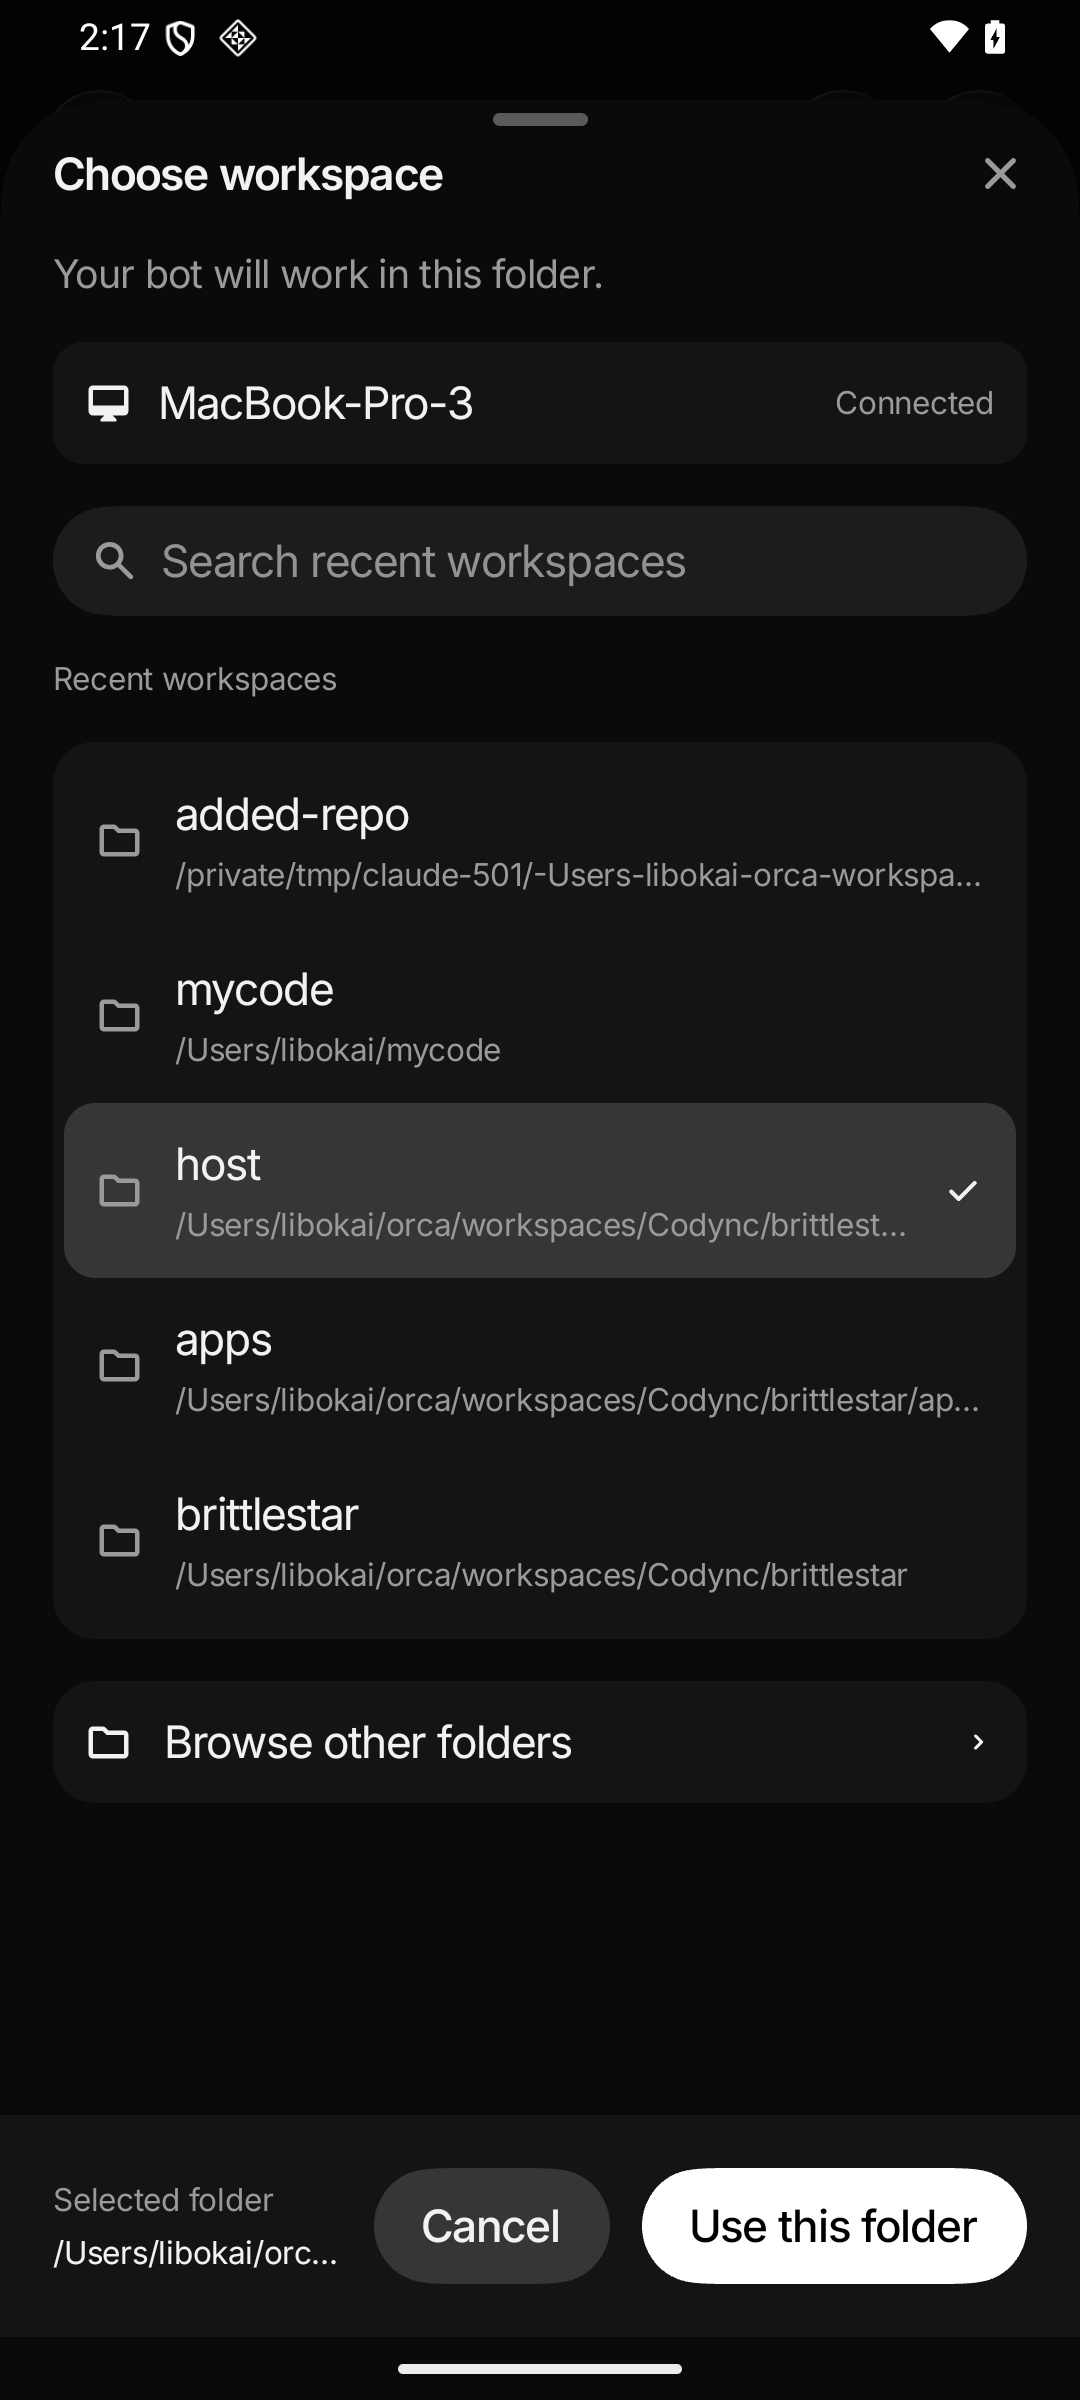 2:17
Choose workspace
Your bot will work in this folder.
MacBook-Pro-3
Connected
Search recent workspaces
Recent workspaces
added-repo
/private/tmp/claude-501/-Users-libokai-orca-workspa...
mycode
/Users/libokai/mycode
host
/Users/libokai/orca/workspaces/Codync/brittlest...
apps
/Users/libokai/orca/workspaces/Codync/brittlestar/ap...
brittlestar
/Users/libokai/orca/workspaces/Codync/brittlestar
Browse other folders
Selected folder
/Users/libokai/orc...
Cancel
Use this folder